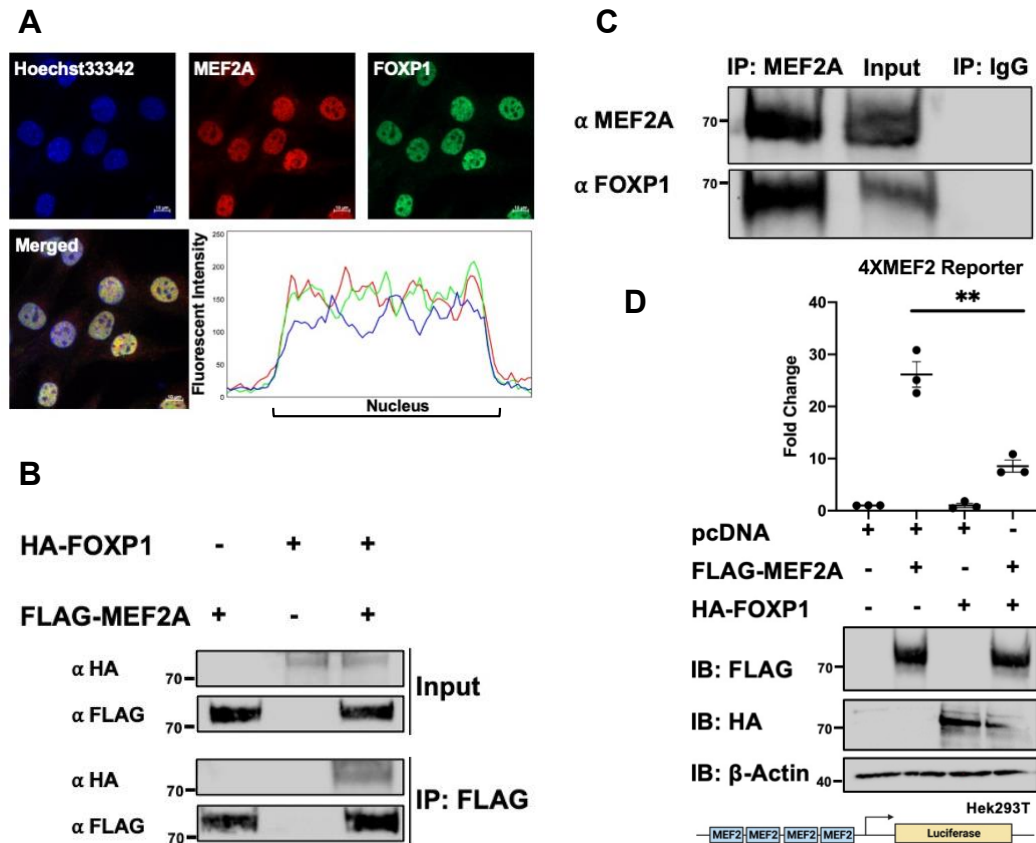 A
Hoechst33342
MEF2A
FOXP1
Merged
Fluorescent Intensity
250
200
150
100
50
0
Nucleus
B
HA-FOXP1 - + +
FLAG-MEF2A + - +
α HA 70
α FLAG 70
Input
α HA 70
α FLAG 70
IP: FLAG
C
IP: MEF2A Input IP: IgG
α MEF2A 70
α FOXP1 70
D
4XMEF2 Reporter
**
Fold Change
40
30
20
10
0
pcDNA + + + -
FLAG-MEF2A - + - +
HA-FOXP1 - - + +
IB: FLAG 70
IB: HA 70
IB: β-Actin 40
Hek293T
MEF2 MEF2 MEF2 MEF2 Luciferase